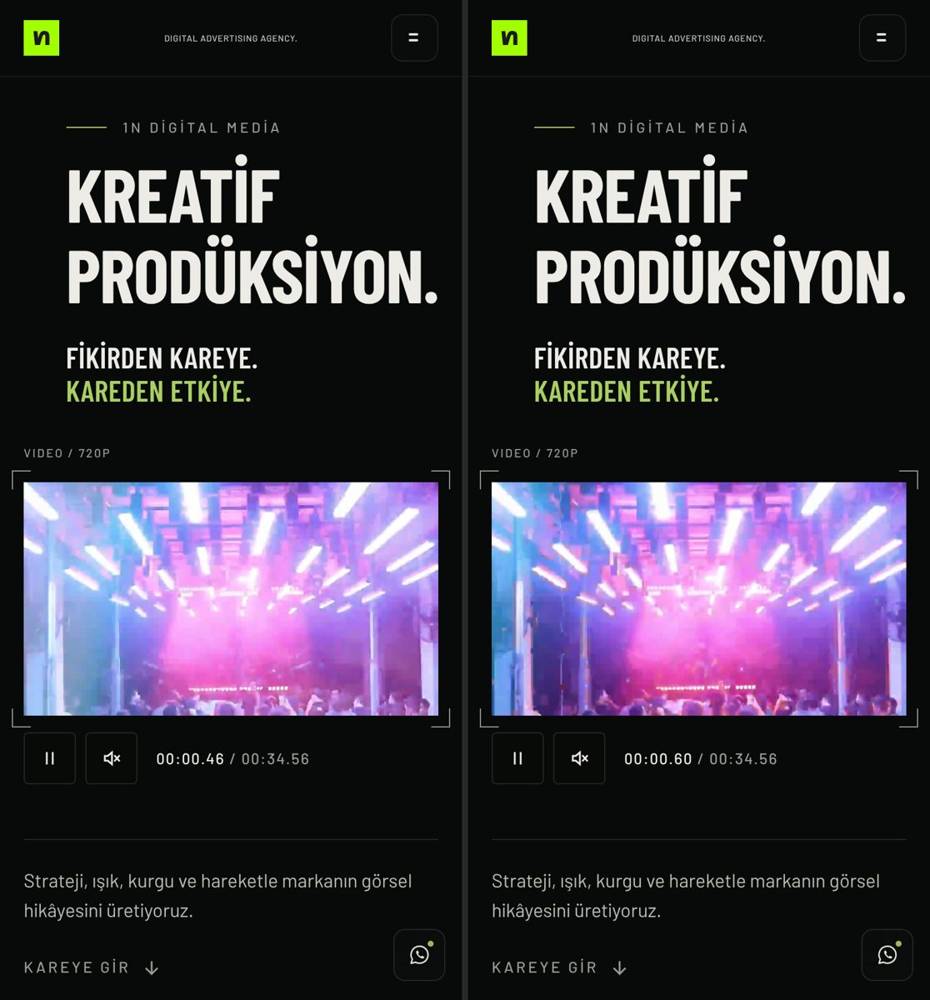 n
DIGITAL ADVERTISING AGENCY.
1N DİGİTAL MEDİA
KREATİF
PRODÜKSİYON.
FİKİRDEN KAREYE.
KAREDEN ETKİYE.
VIDEO / 720P
00:00.46 / 00:34.56
Strateji, ışık, kurgu ve hareketle markanın görsel
hikâyesini üretiyoruz.
KAREYE GİR
n
DIGITAL ADVERTISING AGENCY.
1N DİGİTAL MEDİA
KREATİF
PRODÜKSİYON.
FİKİRDEN KAREYE.
KAREDEN ETKİYE.
VIDEO / 720P
00:00.60 / 00:34.56
Strateji, ışık, kurgu ve hareketle markanın görsel
hikâyesini üretiyoruz.
KAREYE GİR